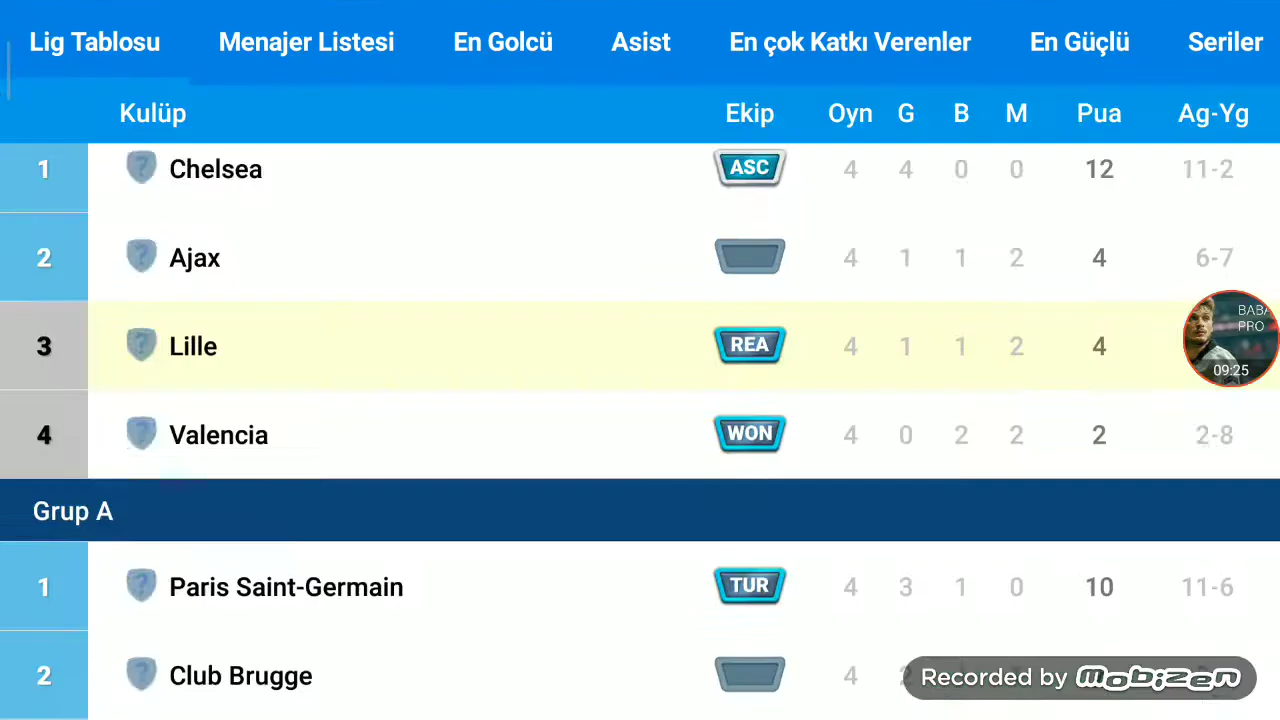 Lig Tablosu Menajer Listesi En Golcü Asist En çok Katkı Verenler En Güçlü Seriler
Kulüp Ekip Oyn G B M Pua Ag-Yg
1 Chelsea ASC 4 4 0 0 12 11-2
2 Ajax 4 1 1 2 4 6-7
3 Lille REA 4 1 1 2 4
BABA
PRO
09:25
4 Valencia WON 4 0 2 2 2 2-8
Grup A
1 Paris Saint-Germain TUR 4 3 1 0 10 11-6
2 Club Brugge 4
Recorded by mobizen